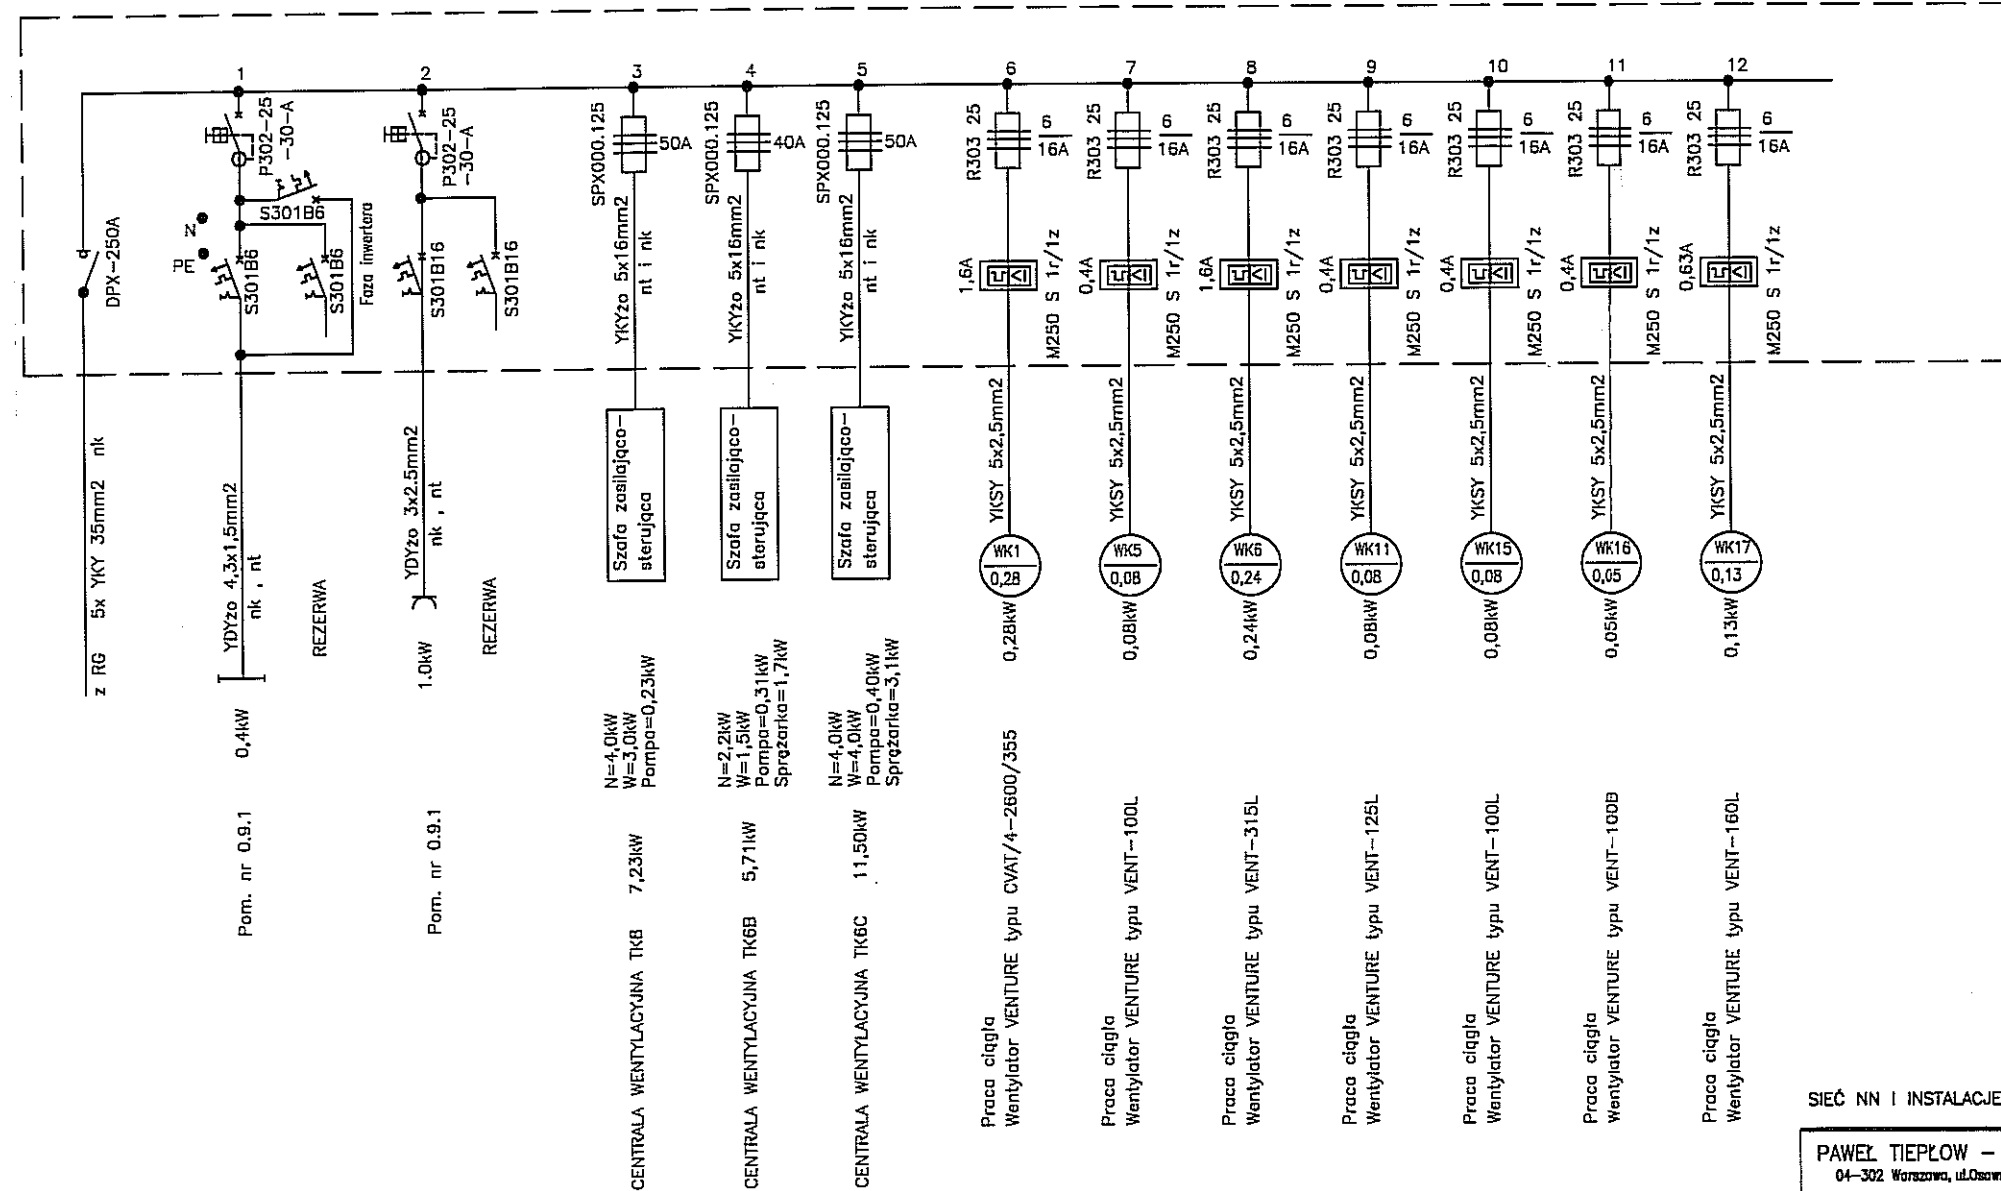 1
2
3
4
5
6
7
8
9
10
11
12
DPX-250A
z RG 5x YKY 35mm2 nk
N
PE
P302-25
-30-A
S301B6
S301B6
S301B6
Faza inwertera
YDYżo 4,3x1,5mm2
nk , nt
REZERWA
0,4kW
Pom. nr 0.9.1
P302-25
-30-A
S301B16
S301B16
YDYżo 3x2.5mm2
nk , nt
REZERWA
1.0kW
Pom. nr 0.9.1
SPX000.125
50A
YKYżo 5x16mm2
nt i nk
Szafa zasilająco-
sterująca
N=4,0kW
W=3,0kW
Pompa=0,23kW
CENTRALA WENTYLACYJNA TK8 7,23kW
SPX000.125
40A
YKYżo 5x16mm2
nt i nk
Szafa zasilająco-
sterująca
N=2,2kW
W=1,5kW
Pompa=0,31kW
Sprężarka=1,7kW
CENTRALA WENTYLACYJNA TK6B 5,71kW
SPX000.125
50A
YKYżo 5x16mm2
nt i nk
Szafa zasilająco-
sterująca
N=4,0kW
W=4,0kW
Pompa=0,40kW
Sprężarka=3,1kW
CENTRALA WENTYLACYJNA TK6C 11,50kW
R303 25
6
16A
1,6A
M250 S 1r/1z
YKSY 5x2,5mm2
WK1
0,28
0,28kW
Praca ciągła
Wentylator VENTURE typu CVAT/4-2600/355
R303 25
6
16A
0,4A
M250 S 1r/1z
YKSY 5x2,5mm2
WK5
0,08
0,08kW
Praca ciągła
Wentylator VENTURE typu VENT-100L
R303 25
6
16A
1,6A
M250 S 1r/1z
YKSY 5x2,5mm2
WK6
0,24
0,24kW
Praca ciągła
Wentylator VENTURE typu VENT-315L
R303 25
6
16A
0,4A
M250 S 1r/1z
YKSY 5x2,5mm2
WK11
0,08
0,08kW
Praca ciągła
Wentylator VENTURE typu VENT-125L
R303 25
6
16A
0,4A
M250 S 1r/1z
YKSY 5x2,5mm2
WK15
0,08
0,08kW
Praca ciągła
Wentylator VENTURE typu VENT-100L
R303 25
6
16A
0,4A
M250 S 1r/1z
YKSY 5x2,5mm2
WK16
0,05
0,05kW
Praca ciągła
Wentylator VENTURE typu VENT-100B
R303 25
6
16A
0,63A
M250 S 1r/1z
YKSY 5x2,5mm2
WK17
0,13
0,13kW
Praca ciągła
Wentylator VENTURE typu VENT-160L
SIEĆ NN I INSTALACJE
PAWEŁ TIEPŁOW -
04-302 Warszawa, ul.